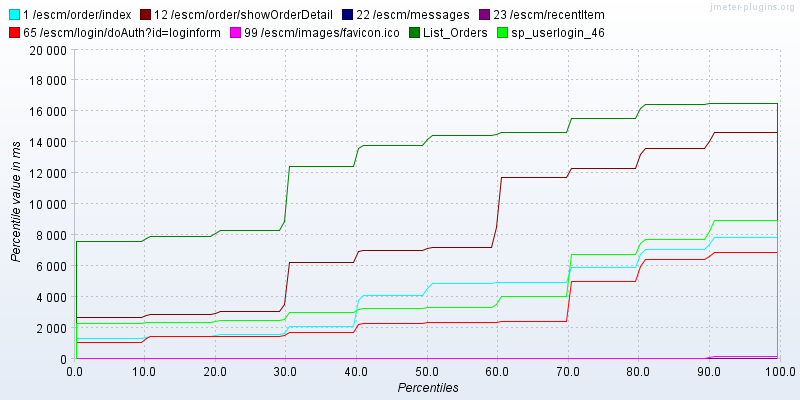 jmeter-plugins.org
1 /escm/order/index 12 /escm/order/showOrderDetail 22 /escm/messages 23 /escm/recentItem
65 /escm/login/doAuth?id=loginform 99 /escm/images/favicon.ico List_Orders sp_userlogin_46
20 000
18 000
16 000
14 000
12 000
10 000
8 000
6 000
4 000
2 000
0
Percentile value in ms
0.0 10.0 20.0 30.0 40.0 50.0 60.0 70.0 80.0 90.0 100.0
Percentiles